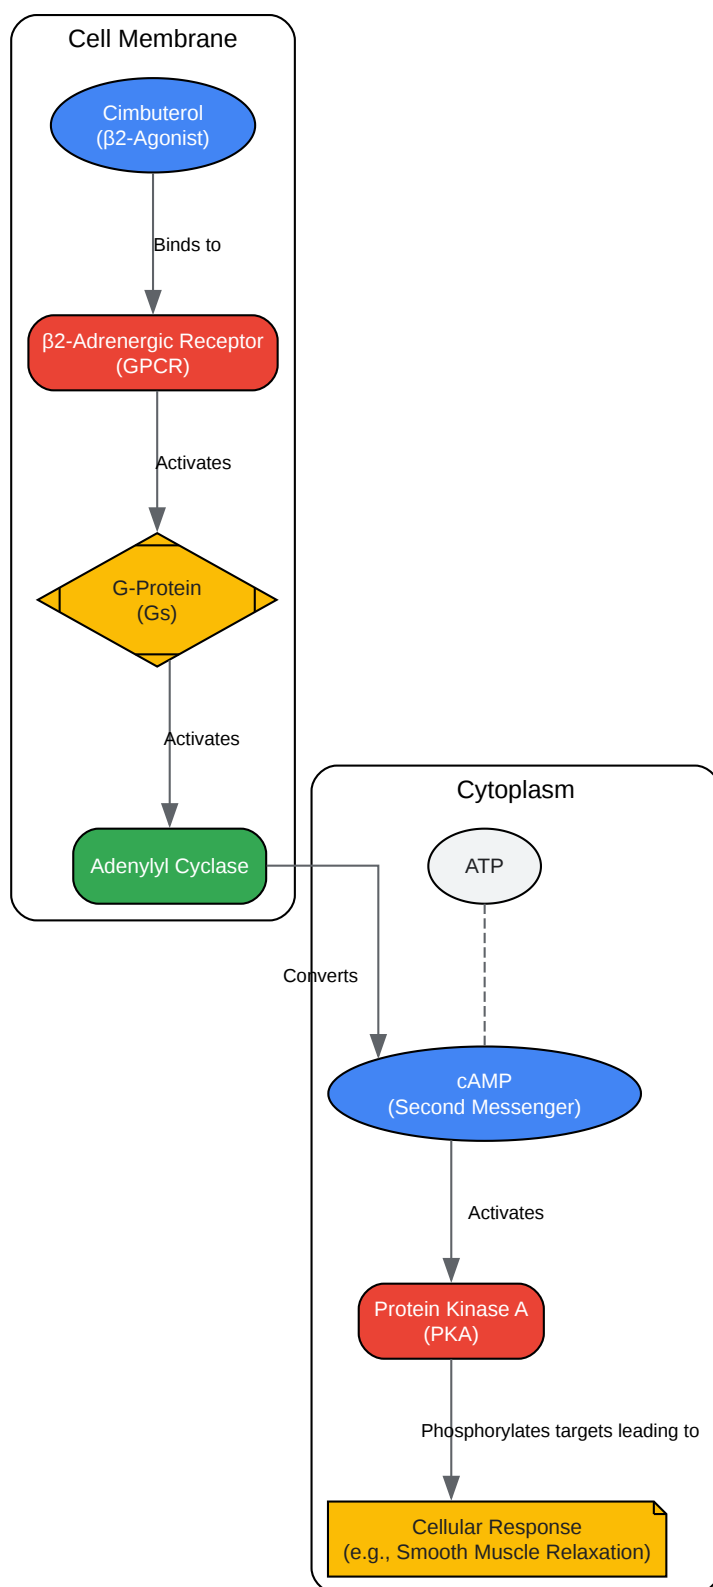 Cell Membrane
Cimbuterol
(β2-Agonist)
Binds to
β2-Adrenergic Receptor
(GPCR)
Activates
G-Protein
(Gs)
Activates
Adenylyl Cyclase
Cytoplasm
ATP
Converts
cAMP
(Second Messenger)
Activates
Protein Kinase A
(PKA)
Phosphorylates targets leading to
Cellular Response
(e.g., Smooth Muscle Relaxation)